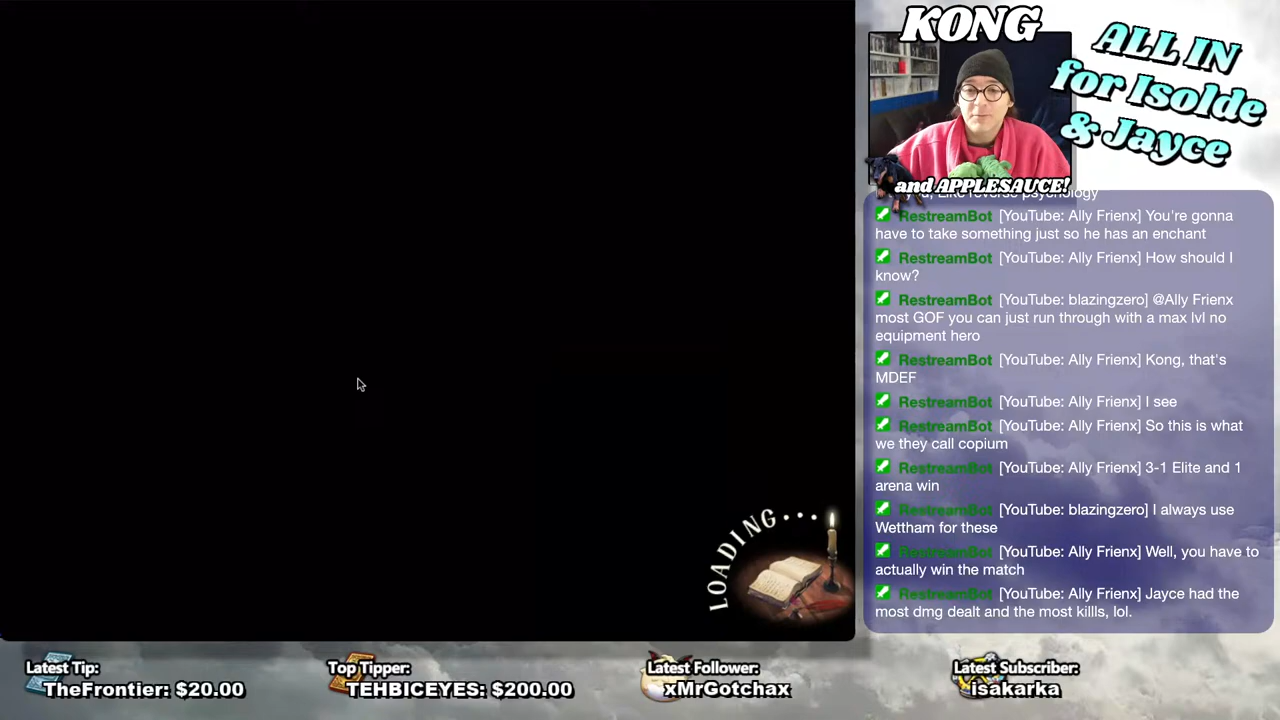 KONG
ALL IN
for Isolde
& Jayce
and APPLESAUCE!
RestreamBot [YouTube: Ally Frienx] You're gonna
have to take something just so he has an enchant
RestreamBot [YouTube: Ally Frienx] How should I
know?
RestreamBot [YouTube: blazingzero] @Ally Frienx
most GOF you can just run through with a max lvl no
equipment hero
RestreamBot [YouTube: Ally Frienx] Kong, that's
MDEF
RestreamBot [YouTube: Ally Frienx] I see
RestreamBot [YouTube: Ally Frienx] So this is what
we they call copium
RestreamBot [YouTube: Ally Frienx] 3-1 Elite and 1
arena win
RestreamBot [YouTube: blazingzero] I always use
Wettham for these
RestreamBot [YouTube: Ally Frienx] Well, you have to
actually win the match
RestreamBot [YouTube: Ally Frienx] Jayce had the
most dmg dealt and the most killls, lol.
LOADING...
Latest Tip:
TheFrontier: $20.00
Top Tipper:
TEHBICEYES: $200.00
Latest Follower:
xMrGotchax
Latest Subscriber:
isakarka